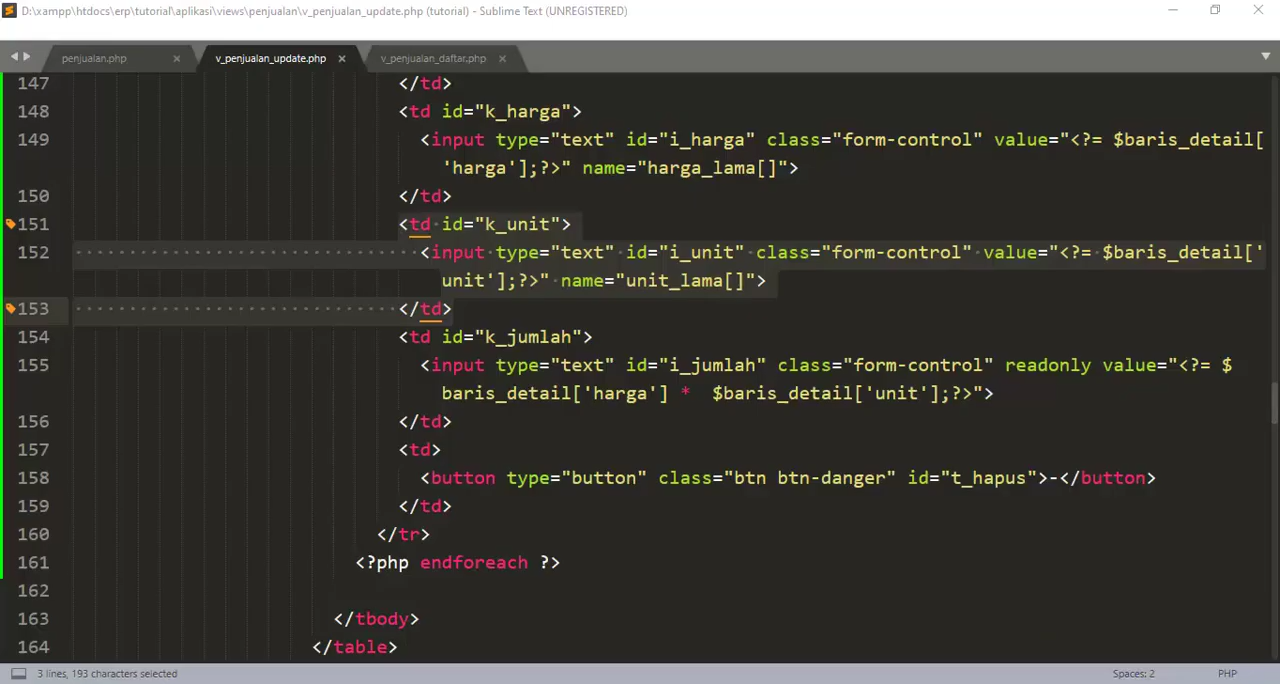 D:\xampp\htdocs\erp\tutorial\aplikasi\views\penjualan\v_penjualan_update.php (tutorial) - Sublime Text (UNREGISTERED)
penjualan.php × v_penjualan_update.php × v_penjualan_daftar.php ×
147 </td>
148 <td id="k_harga">
149 <input type="text" id="i_harga" class="form-control" value="<?= $baris_detail[
'harga'];?>" name="harga_lama[]">
150 </td>
151 <td id="k_unit">
152 <input type="text" id="i_unit" class="form-control" value="<?= $baris_detail['
unit'];?>" name="unit_lama[]">
153 </td>
154 <td id="k_jumlah">
155 <input type="text" id="i_jumlah" class="form-control" readonly value="<?= $
baris_detail['harga'] *  $baris_detail['unit'];?>">
156 </td>
157 <td>
158 <button type="button" class="btn btn-danger" id="t_hapus">-</button>
159 </td>
160 </tr>
161 <?php endforeach ?>
162
163 </tbody>
164 </table>
3 lines, 193 characters selected Spaces: 2 PHP